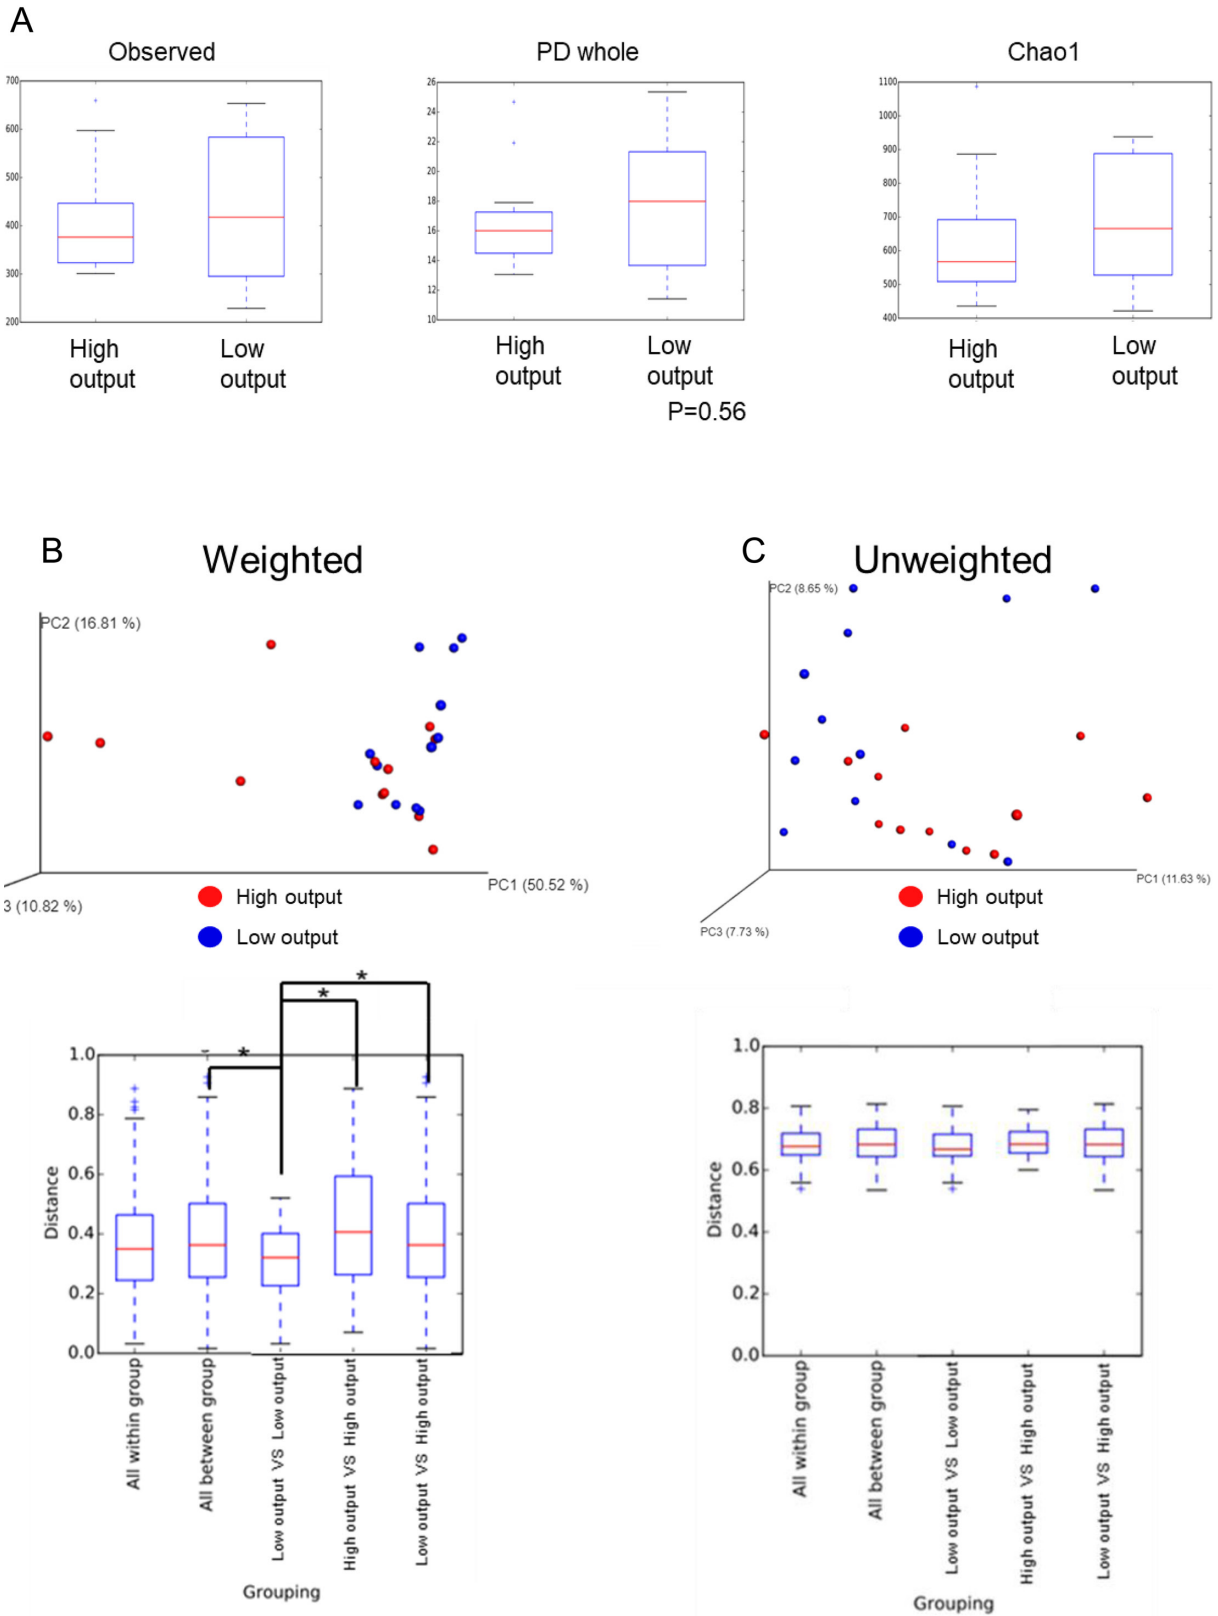 A
Observed
PD whole
Chao1
700
600
500
400
300
200
26
24
22
20
18
16
14
12
10
1100
1000
900
800
700
600
500
400
High output
Low output
High output
Low output
High output
Low output
P=0.56
B
Weighted
C
Unweighted
PC2 (16.81 %)
PC1 (50.52 %)
3 (10.82 %)
High output
Low output
PC2 (8.65 %)
PC1 (11.63 %)
PC3 (7.73 %)
High output
Low output
*
*
*
1.0
0.8
0.6
0.4
0.2
0.0
Distance
All within group
All between group
Low output VS Low output
High output VS High output
Low output VS High output
Grouping
1.0
0.8
0.6
0.4
0.2
0.0
Distance
All within group
All between group
Low output VS Low output
High output VS High output
Low output VS High output
Grouping